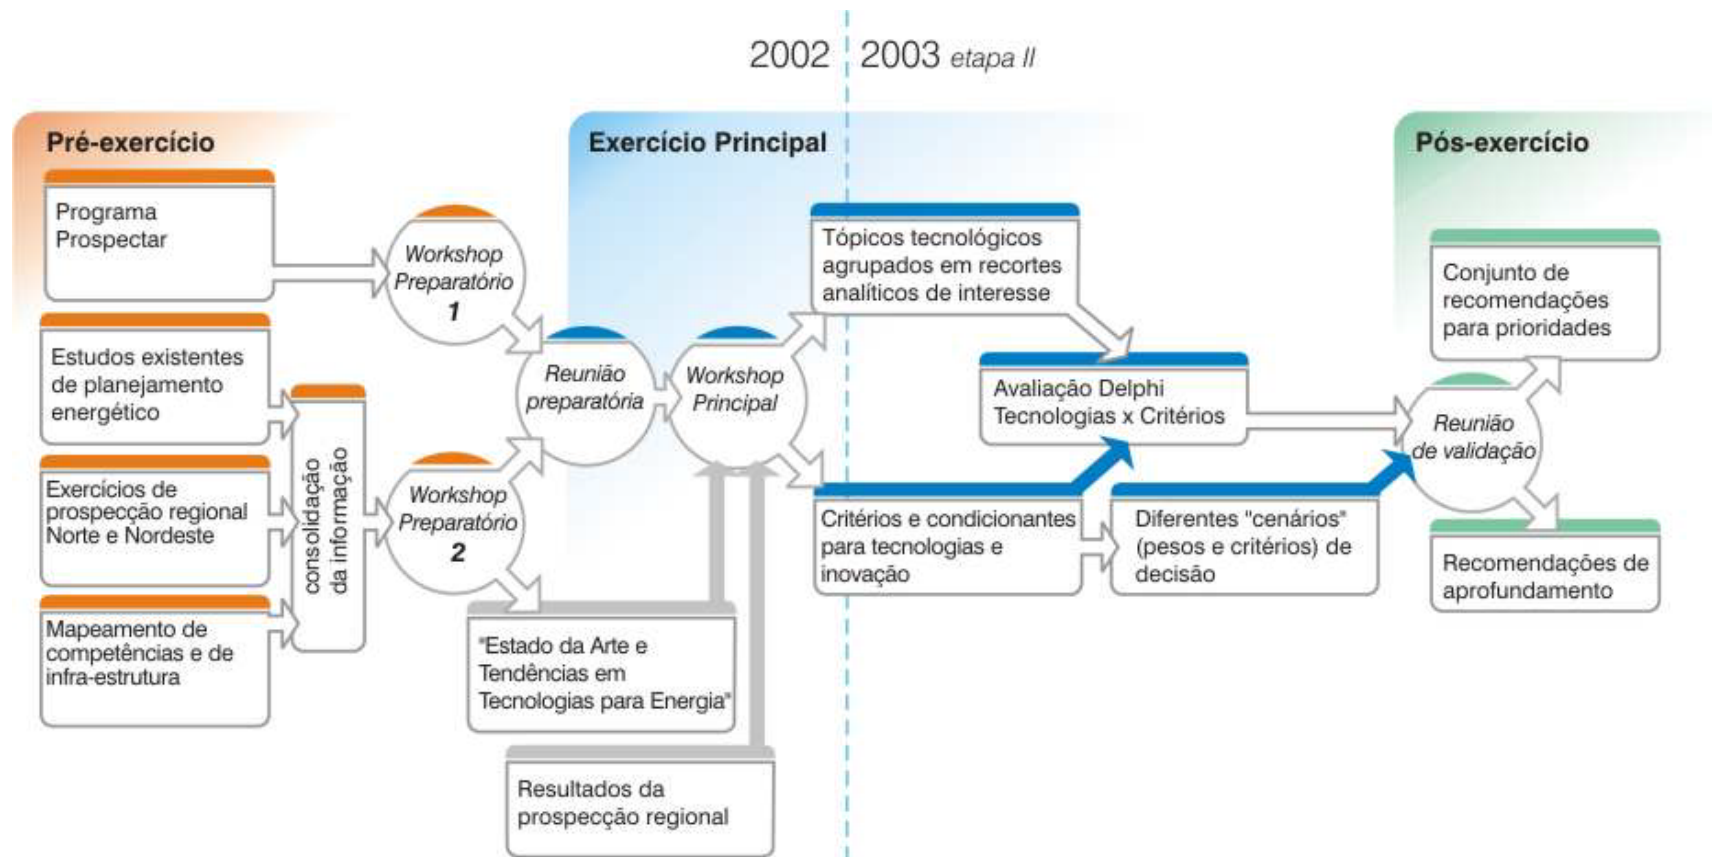 2002
2003 etapa II
Pré-exercício
Programa
Prospectar
Estudos existentes
de planejamento
energético
Exercícios de
prospecção regional
Norte e Nordeste
Mapeamento de
competências e de
infra-estrutura
consolidação
da informação
Workshop
Preparatório
1
Workshop
Preparatório
2
Exercício Principal
Reunião
preparatória
Workshop
Principal
"Estado da Arte e
Tendências em
Tecnologias para Energia"
Resultados da
prospecção regional
Tópicos tecnológicos
agrupados em recortes
analíticos de interesse
Avaliação Delphi
Tecnologias x Critérios
Critérios e condicionantes
para tecnologias e
inovação
Diferentes "cenários"
(pesos e critérios) de
decisão
Pós-exercício
Conjunto de
recomendações
para prioridades
Reunião
de validação
Recomendações de
aprofundamento